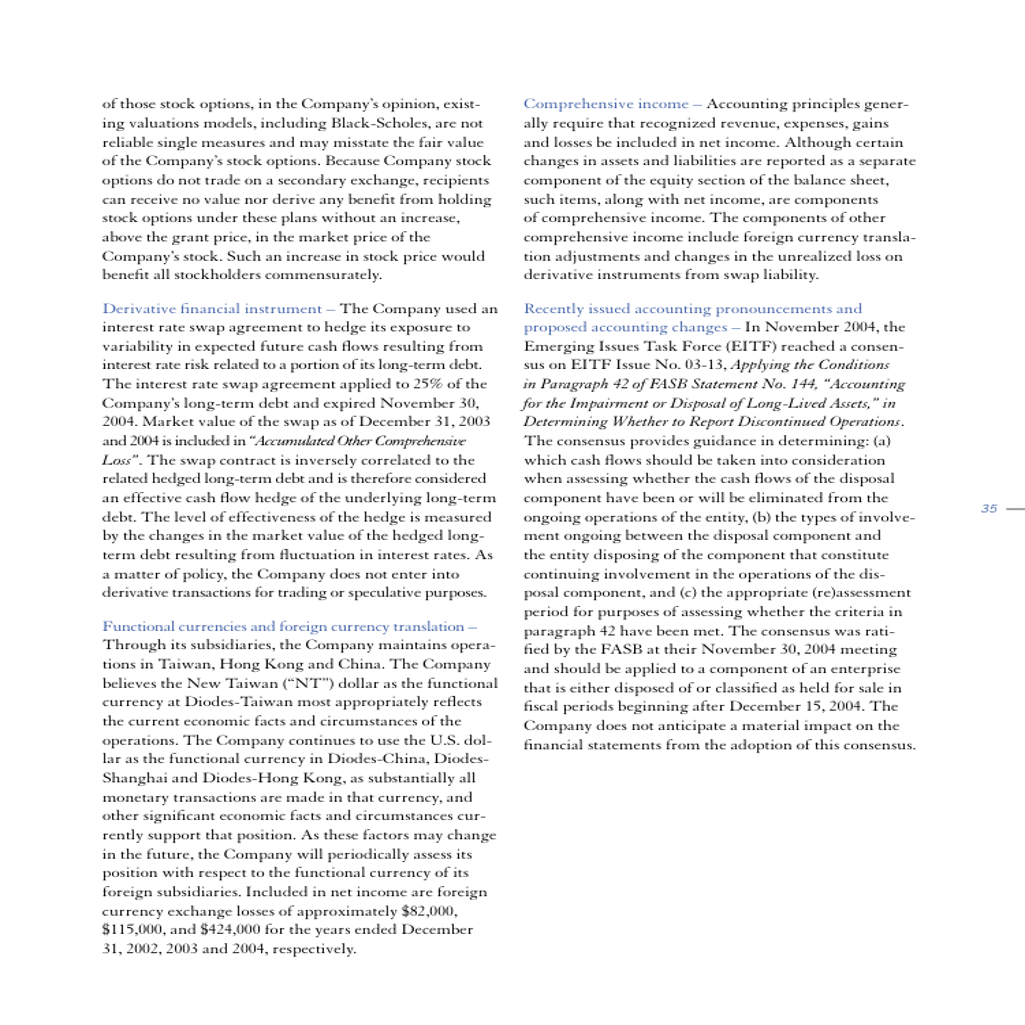 of those stock options, in the Company's opinion, exist-
ing valuations models, including Black-Scholes, are not
reliable single measures and may misstate the fair value
of the Company's stock options. Because Company stock
options do not trade on a secondary exchange, recipients
can receive no value nor derive any benefit from holding
stock options under these plans without an increase,
above the grant price, in the market price of the
Company's stock. Such an increase in stock price would
benefit all stockholders commensurately.
Derivative financial instrument – The Company used an
interest rate swap agreement to hedge its exposure to
variability in expected future cash flows resulting from
interest rate risk related to a portion of its long-term debt.
The interest rate swap agreement applied to 25% of the
Company's long-term debt and expired November 30,
2004. Market value of the swap as of December 31, 2003
and 2004 is included in “Accumulated Other Comprehensive
Loss”. The swap contract is inversely correlated to the
related hedged long-term debt and is therefore considered
an effective cash flow hedge of the underlying long-term
debt. The level of effectiveness of the hedge is measured
by the changes in the market value of the hedged long-
term debt resulting from fluctuation in interest rates. As
a matter of policy, the Company does not enter into
derivative transactions for trading or speculative purposes.
Functional currencies and foreign currency translation –
Through its subsidiaries, the Company maintains opera-
tions in Taiwan, Hong Kong and China. The Company
believes the New Taiwan (“NT”) dollar as the functional
currency at Diodes-Taiwan most appropriately reflects
the current economic facts and circumstances of the
operations. The Company continues to use the U.S. dol-
lar as the functional currency in Diodes-China, Diodes-
Shanghai and Diodes-Hong Kong, as substantially all
monetary transactions are made in that currency, and
other significant economic facts and circumstances cur-
rently support that position. As these factors may change
in the future, the Company will periodically assess its
position with respect to the functional currency of its
foreign subsidiaries. Included in net income are foreign
currency exchange losses of approximately $82,000,
$115,000, and $424,000 for the years ended December
31, 2002, 2003 and 2004, respectively.
Comprehensive income – Accounting principles gener-
ally require that recognized revenue, expenses, gains
and losses be included in net income. Although certain
changes in assets and liabilities are reported as a separate
component of the equity section of the balance sheet,
such items, along with net income, are components
of comprehensive income. The components of other
comprehensive income include foreign currency transla-
tion adjustments and changes in the unrealized loss on
derivative instruments from swap liability.
Recently issued accounting pronouncements and
proposed accounting changes – In November 2004, the
Emerging Issues Task Force (EITF) reached a consen-
sus on EITF Issue No. 03-13, Applying the Conditions
in Paragraph 42 of FASB Statement No. 144, “Accounting
for the Impairment or Disposal of Long-Lived Assets,” in
Determining Whether to Report Discontinued Operations.
The consensus provides guidance in determining: (a)
which cash flows should be taken into consideration
when assessing whether the cash flows of the disposal
component have been or will be eliminated from the
ongoing operations of the entity, (b) the types of involve-
ment ongoing between the disposal component and
the entity disposing of the component that constitute
continuing involvement in the operations of the dis-
posal component, and (c) the appropriate (re)assessment
period for purposes of assessing whether the criteria in
paragraph 42 have been met. The consensus was rati-
fied by the FASB at their November 30, 2004 meeting
and should be applied to a component of an enterprise
that is either disposed of or classified as held for sale in
fiscal periods beginning after December 15, 2004. The
Company does not anticipate a material impact on the
financial statements from the adoption of this consensus.
35